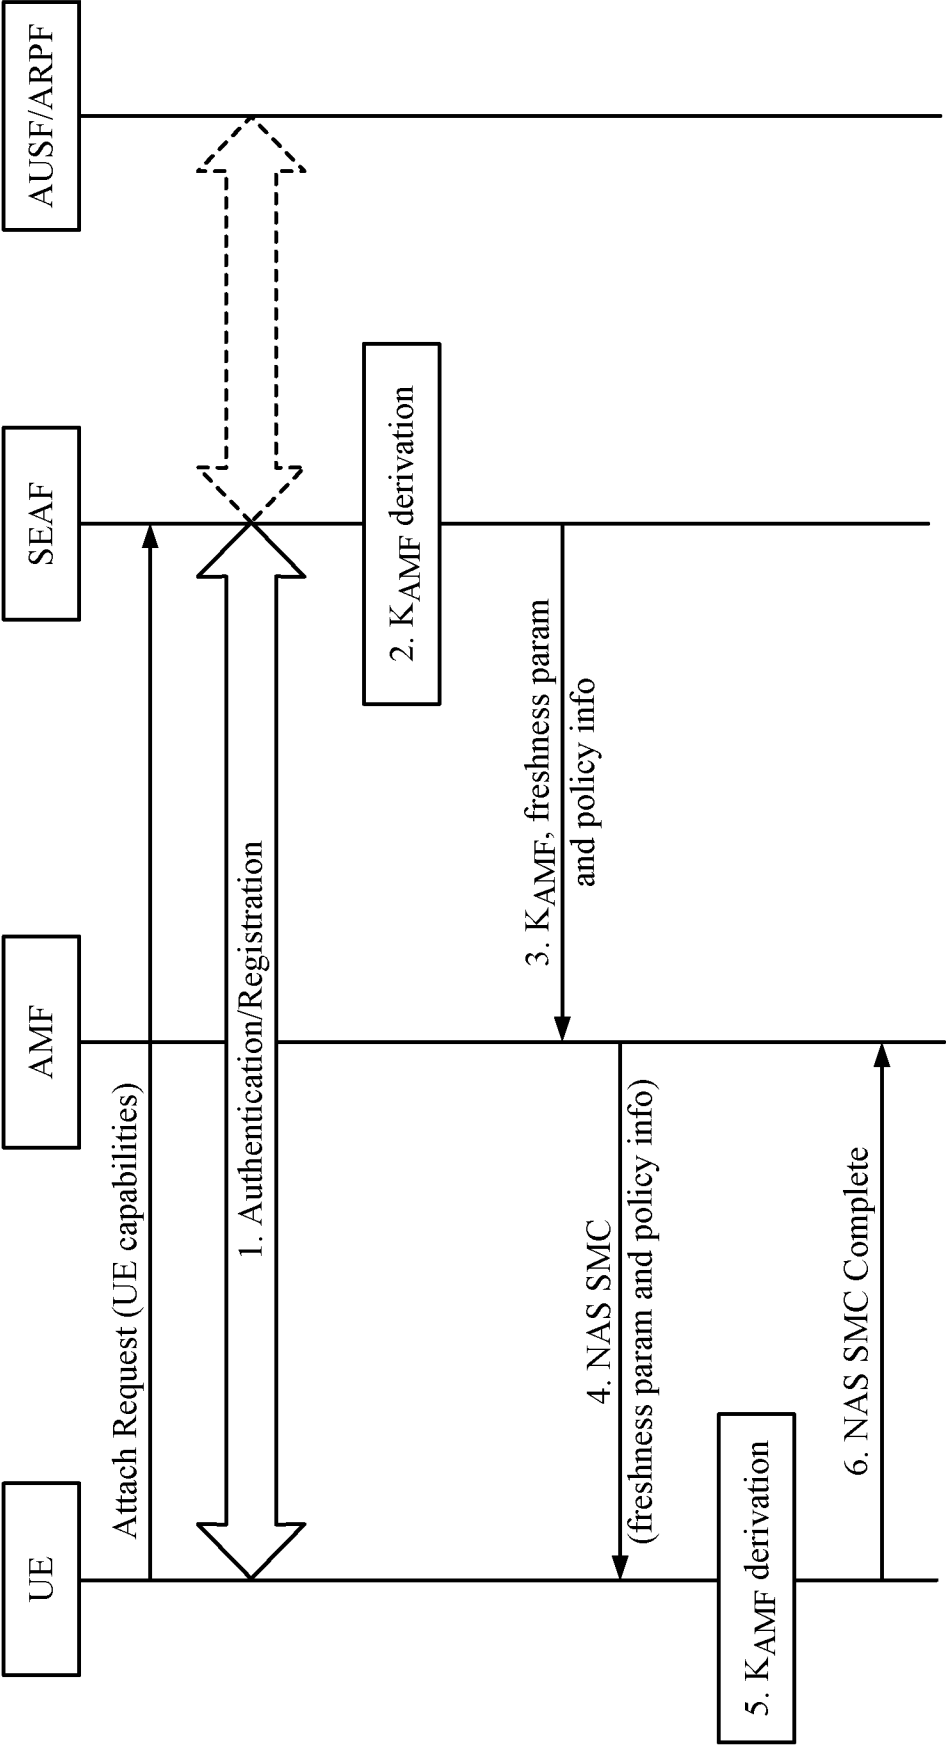 UE
AMF
SEAF
AUSF/ARPF
Attach Request (UE capabilities)
1. Authentication/Registration
2. KAMF derivation
3. KAMF, freshness param
and policy info
4. NAS SMC
(freshness param and policy info)
5. KAMF derivation
6. NAS SMC Complete